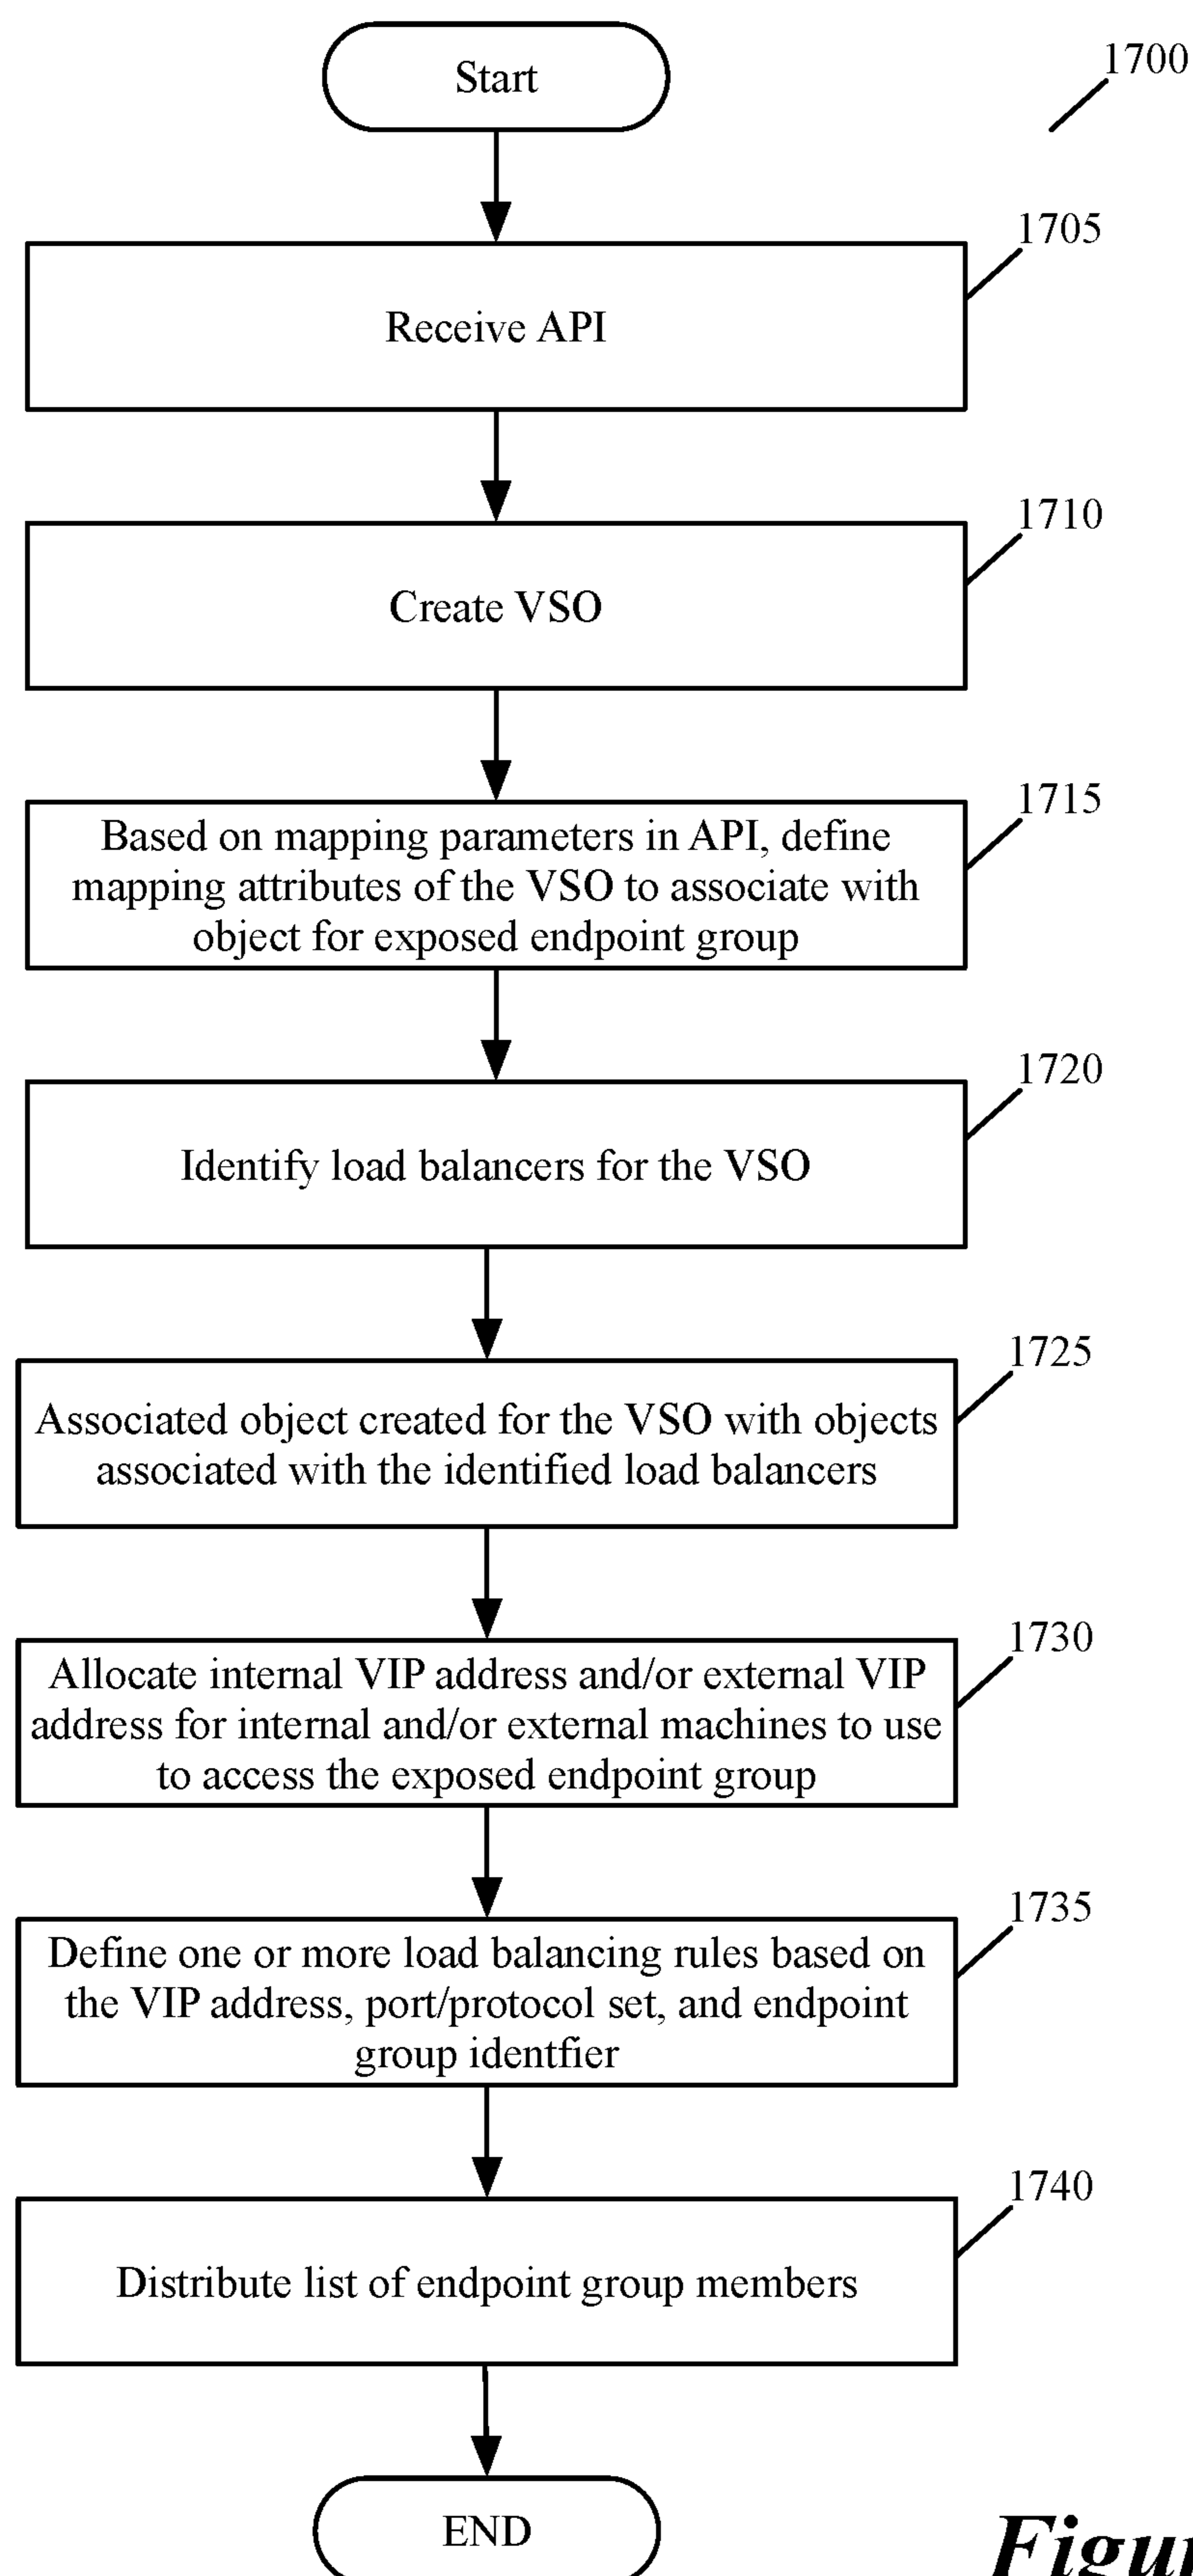 Start
1700
1705
Receive API
1710
Create VSO
1715
Based on mapping parameters in API, define
mapping attributes of the VSO to associate with
object for exposed endpoint group
1720
Identify load balancers for the VSO
1725
Associated object created for the VSO with objects
associated with the identified load balancers
1730
Allocate internal VIP address and/or external VIP
address for internal and/or external machines to use
to access the exposed endpoint group
1735
Define one or more load balancing rules based on
the VIP address, port/protocol set, and endpoint
group identfier
1740
Distribute list of endpoint group members
END